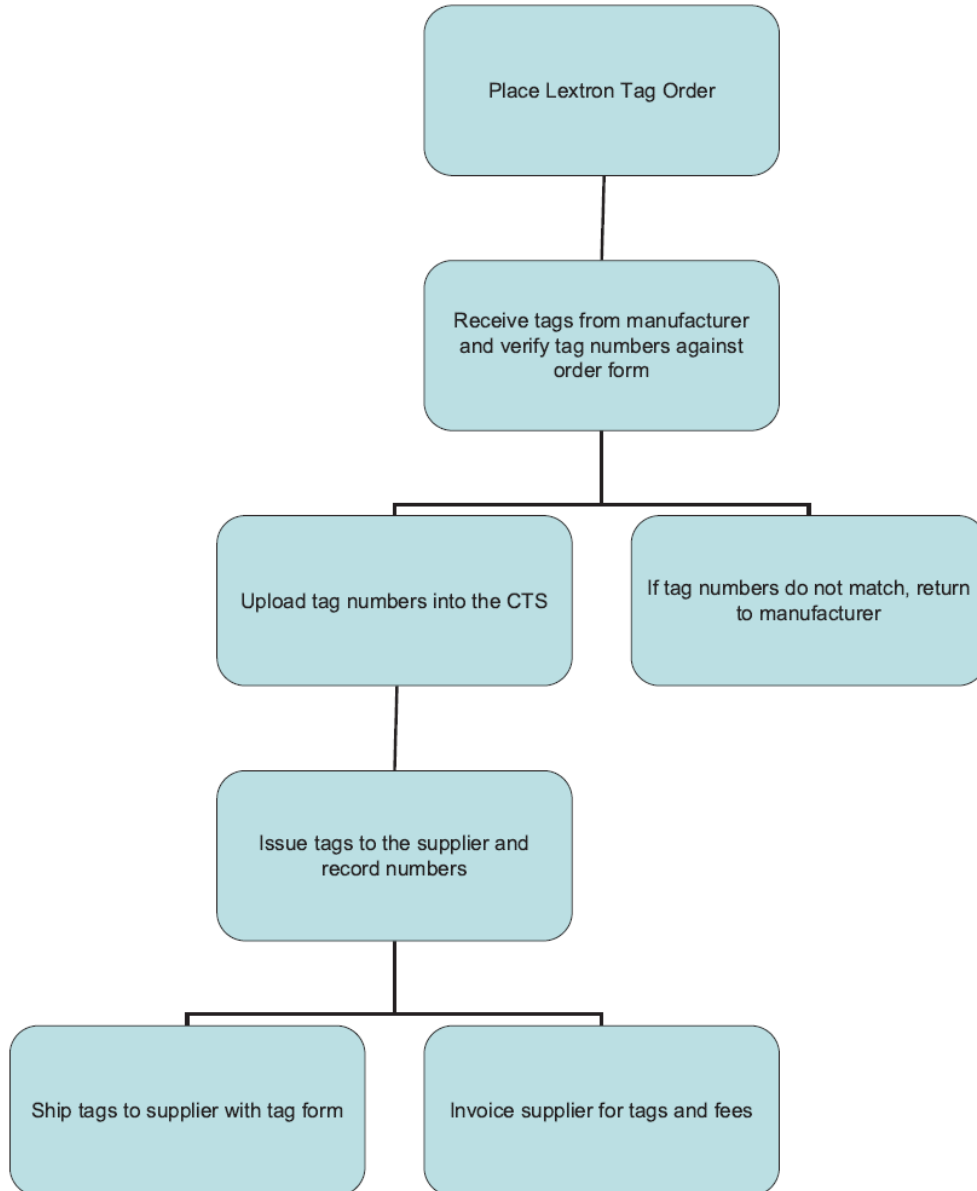 Place Lextron Tag Order
Receive tags from manufacturer
and verify tag numbers against
order form
Upload tag numbers into the CTS
If tag numbers do not match, return
to manufacturer
Issue tags to the supplier and
record numbers
Ship tags to supplier with tag form
Invoice supplier for tags and fees